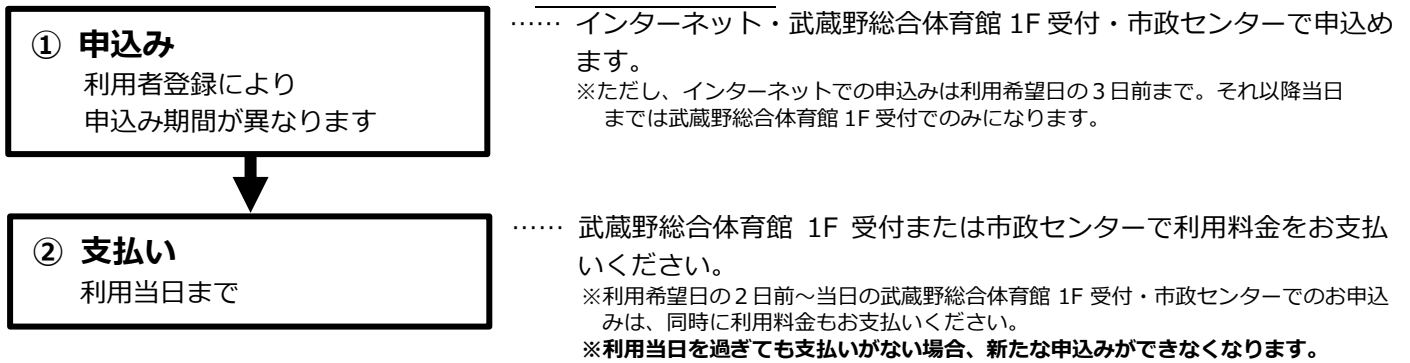 ① 申込み
利用者登録により
申込み期間が異なります
…… インターネット・武蔵野総合体育館 1F 受付・市政センターで申込め
ます。
※ただし、インターネットでの申込みは利用希望日の３日前まで。それ以降当日
までは武蔵野総合体育館 1F 受付でのみになります。
② 支払い
利用当日まで
…… 武蔵野総合体育館 1F 受付または市政センターで利用料金をお支払
いください。
※利用希望日の２日前～当日の武蔵野総合体育館 1F 受付・市政センターでのお申込
みは、同時に利用料金もお支払いください。
※利用当日を過ぎても支払いがない場合、新たな申込みができなくなります。